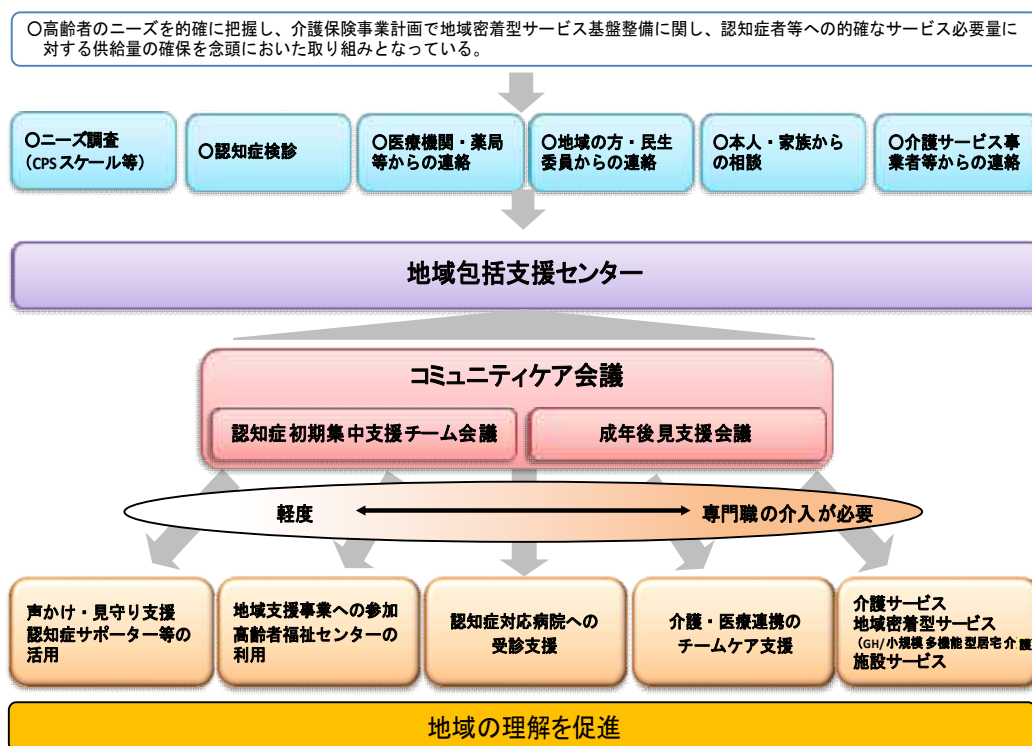 ○高齢者のニーズを的確に把握し、介護保険事業計画で地域密着型サービス基盤整備に関し、認知症者等への的確なサービス必要量に
対する供給量の確保を念頭においた取り組みとなっている。
○ニーズ調査
(CPSスケール等)
○認知症検診
○医療機関・薬局
等からの連絡
○地域の方・民生
委員からの連絡
○本人・家族から
の相談
○介護サービス事
業者等からの連絡
地域包括支援センター
コミュニティケア会議
認知症初期集中支援チーム会議
成年後見支援会議
軽度
専門職の介入が必要
声かけ・見守り支援
認知症サポーター等の
活用
地域支援事業への参加
高齢者福祉センターの
利用
認知症対応病院への
受診支援
介護・医療連携の
チームケア支援
介護サービス
地域密着型サービス
(GH/小規模多機能型居宅介護
施設サービス
地域の理解を促進